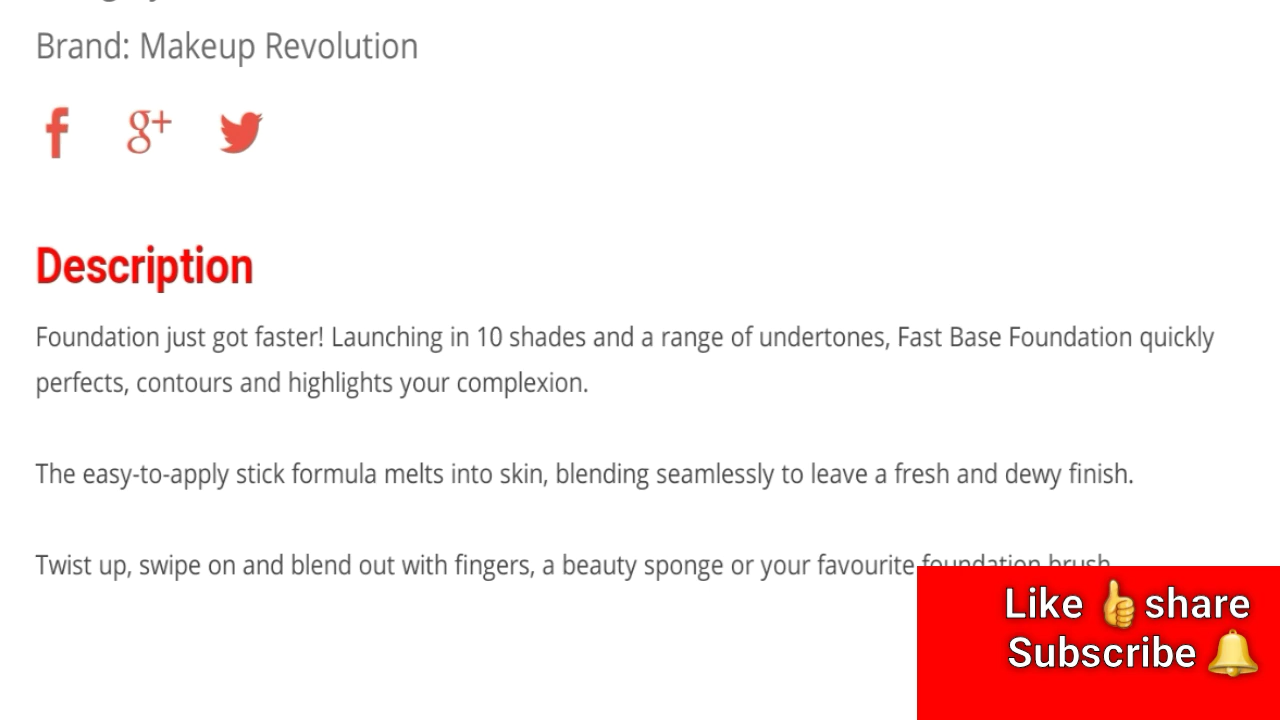 Brand: Makeup Revolution
f g+
Description
Foundation just got faster! Launching in 10 shades and a range of undertones, Fast Base Foundation quickly
perfects, contours and highlights your complexion.
The easy-to-apply stick formula melts into skin, blending seamlessly to leave a fresh and dewy finish.
Twist up, swipe on and blend out with fingers, a beauty sponge or your favourite foundation brush
Like 👍 share
Subscribe 🔔